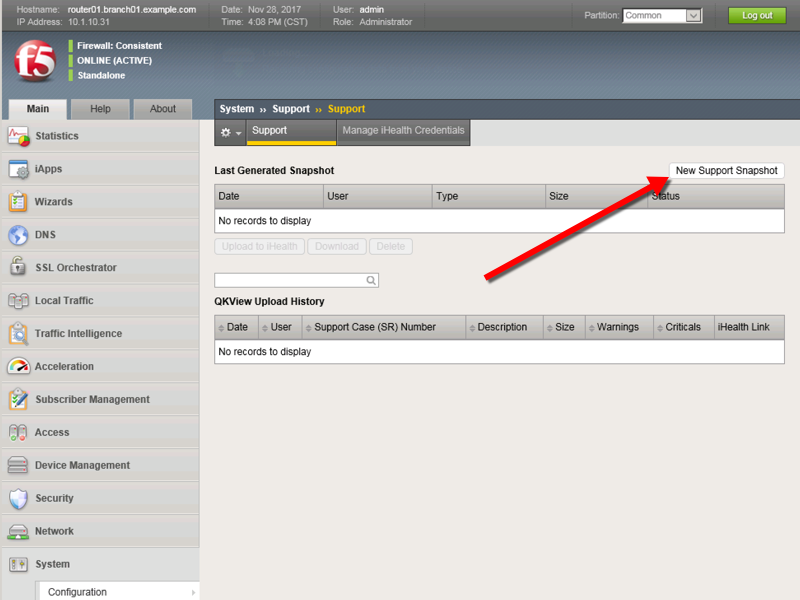 Hostname: router01.branch01.example.com Date: Nov 28, 2017 User: admin
IP Address: 10.1.10.31 Time: 4:08 PM (CST) Role: Administrator
Partition: Common Log out
f5
Firewall: Consistent
ONLINE (ACTIVE)
Standalone
Main Help About
System ›› Support ›› Support
Support Manage iHealth Credentials
Statistics
iApps
Wizards
DNS
SSL Orchestrator
Local Traffic
Traffic Intelligence
Acceleration
Subscriber Management
Access
Device Management
Security
Network
System
Configuration
Last Generated Snapshot New Support Snapshot
Date User Type Size Status
No records to display
Upload to iHealth Download Delete
QKView Upload History
Date User Support Case (SR) Number Description Size Warnings Criticals iHealth Link
No records to display